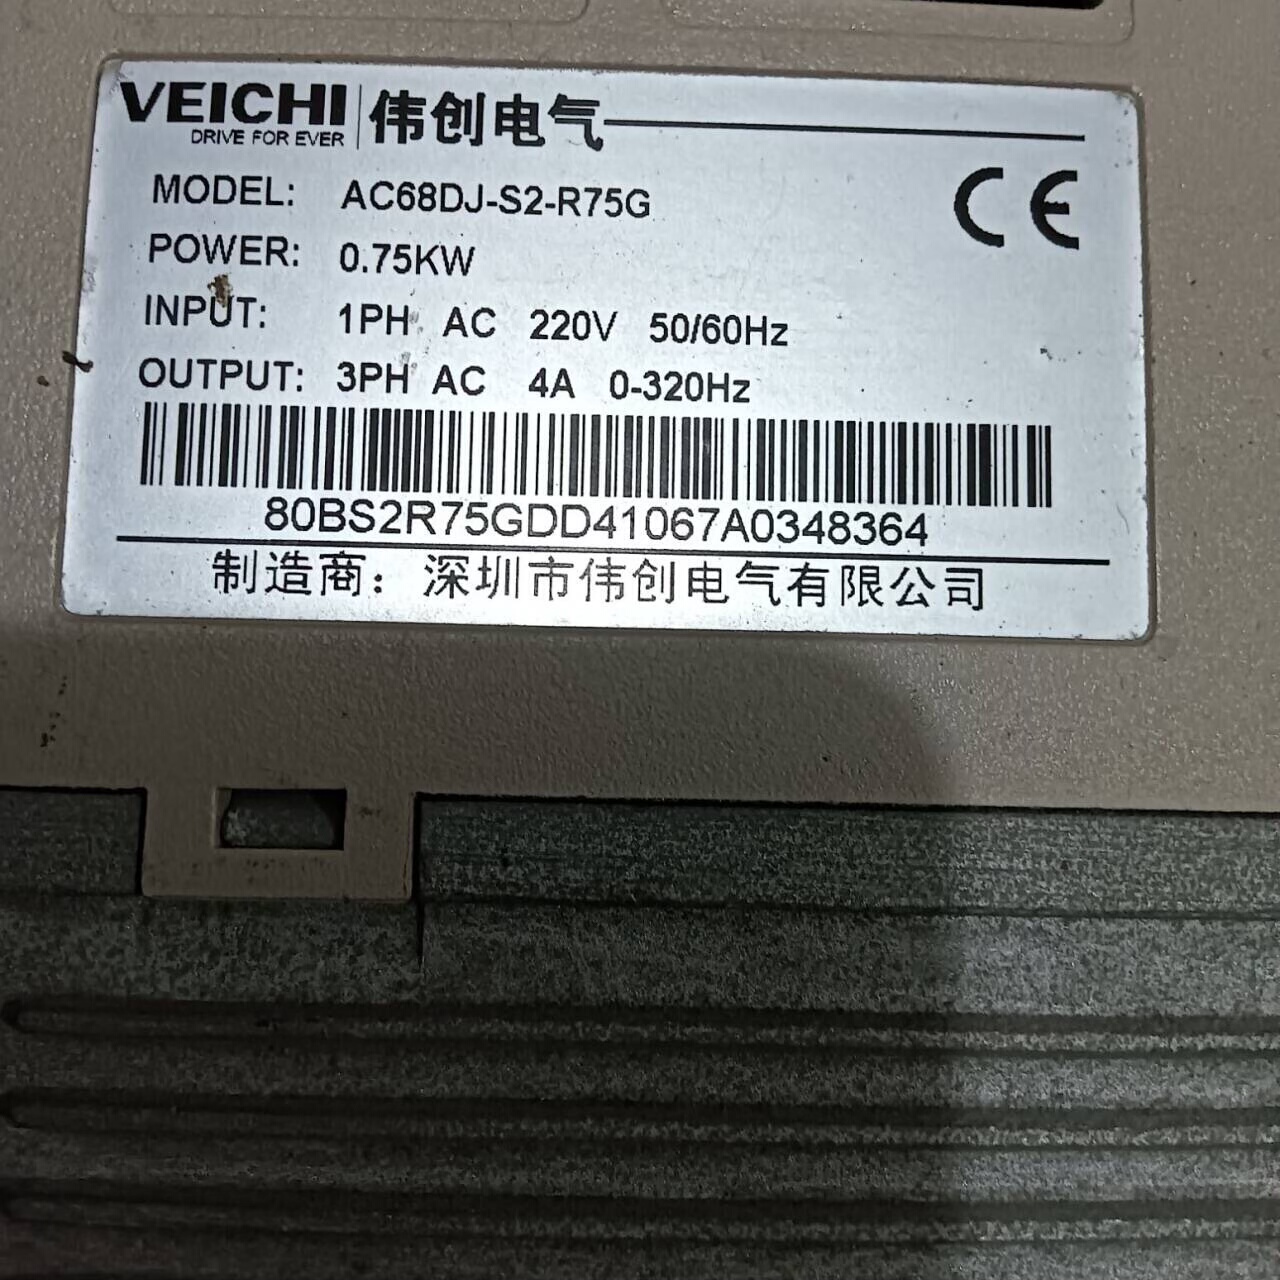 VEICHI 伟创电气
DRIVE FOR EVER
CE
MODEL: AC68DJ-S2-R75G
POWER: 0.75KW
INPUT: 1PH AC 220V 50/60Hz
OUTPUT: 3PH AC 4A 0-320Hz
80BS2R75GDD41067A0348364
制造商：深圳市伟创电气有限公司